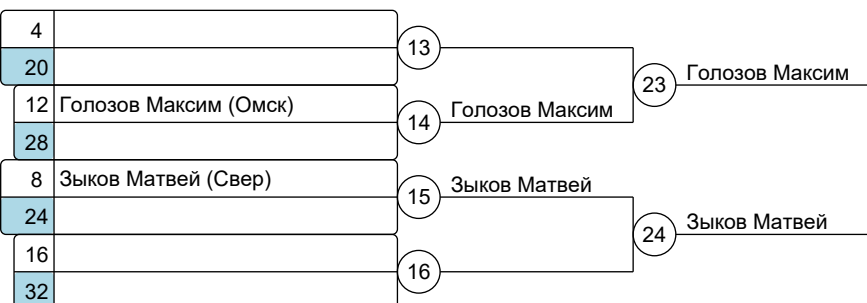 4
20
13
12 Голозов Максим (Омск)
28
14 Голозов Максим
23 Голозов Максим
8 Зыков Матвей (Свер)
24
15 Зыков Матвей
16
32
16
24 Зыков Матвей